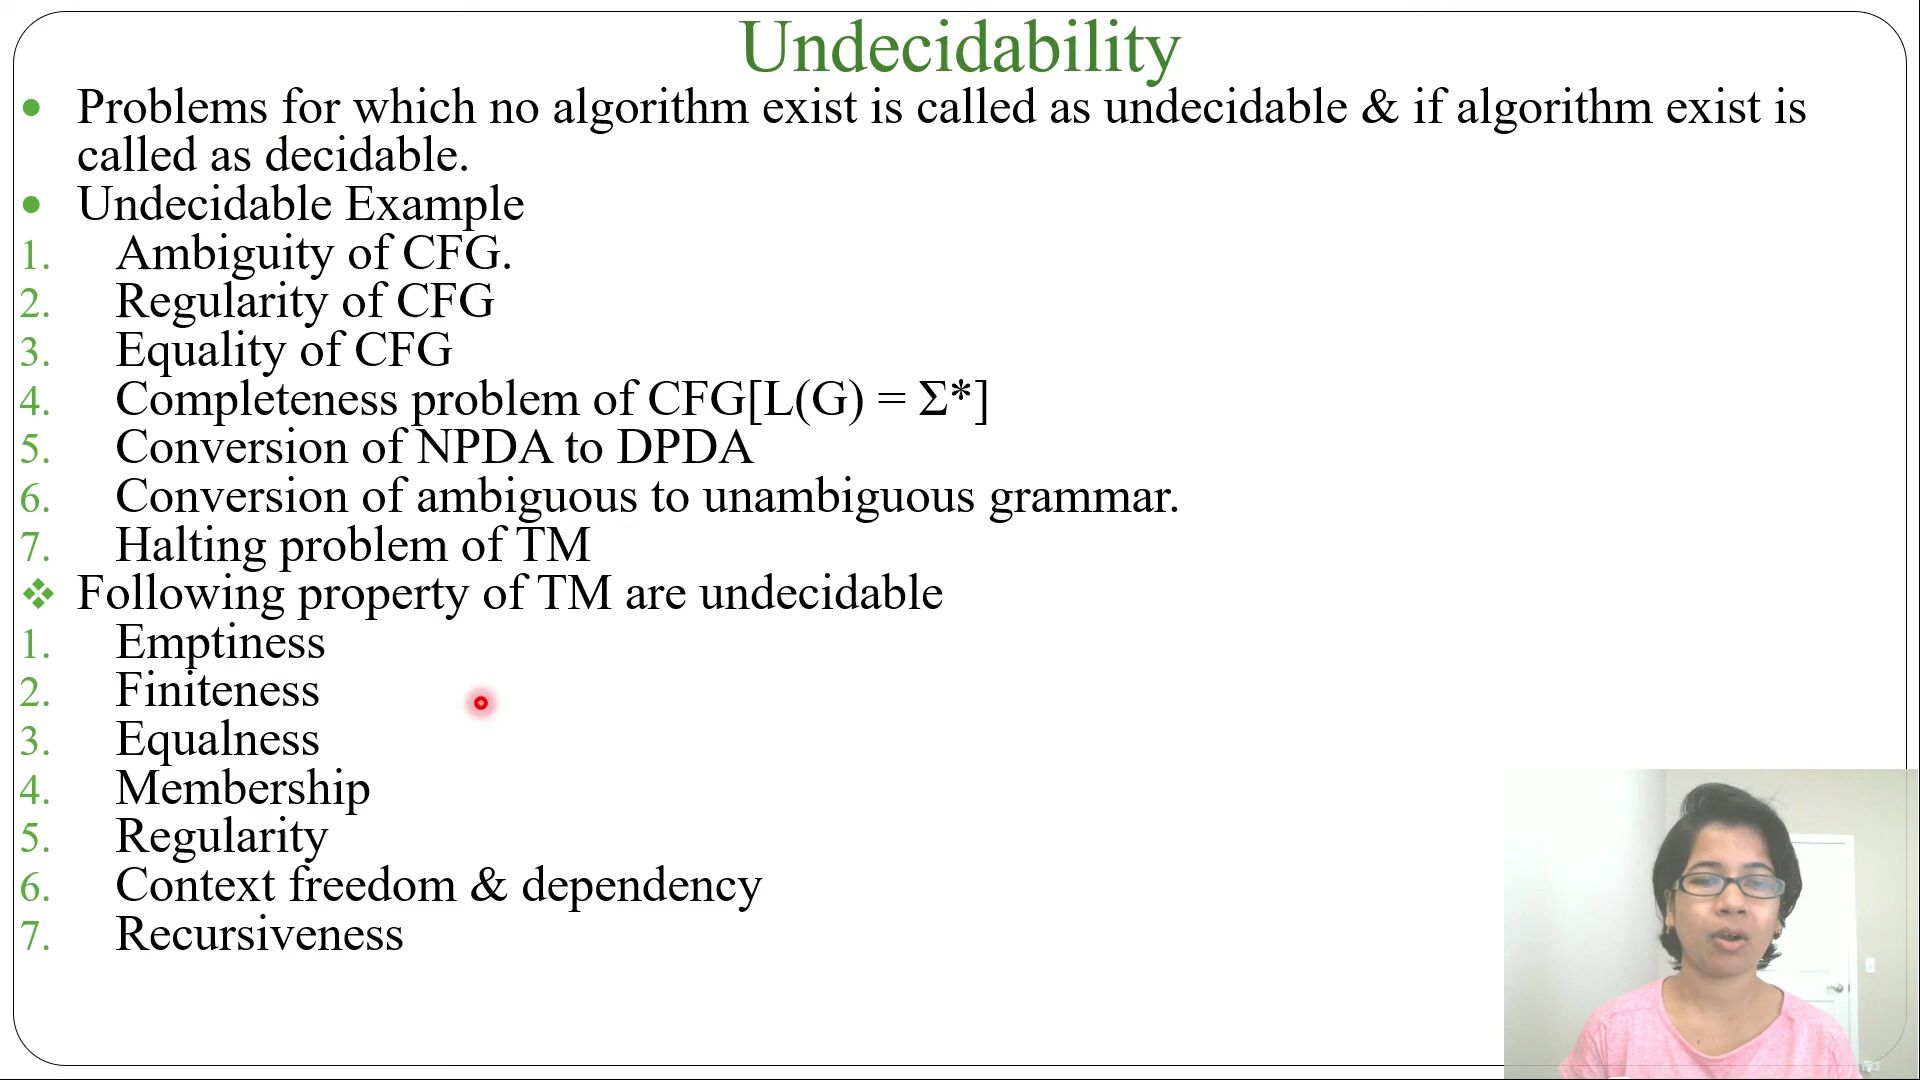 Undecidability
• Problems for which no algorithm exist is called as undecidable & if algorithm exist is
called as decidable.
• Undecidable Example
1. Ambiguity of CFG.
2. Regularity of CFG
3. Equality of CFG
4. Completeness problem of CFG[L(G) = Σ*]
5. Conversion of NPDA to DPDA
6. Conversion of ambiguous to unambiguous grammar.
7. Halting problem of TM
❖ Following property of TM are undecidable
1. Emptiness
2. Finiteness
3. Equalness
4. Membership
5. Regularity
6. Context freedom & dependency
7. Recursiveness